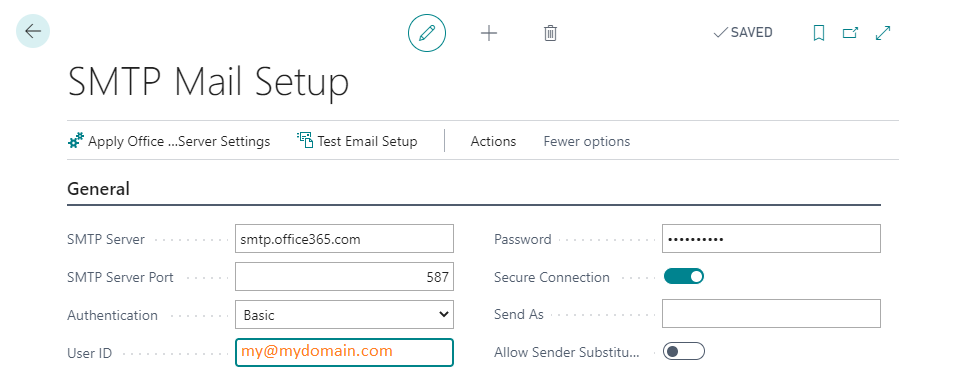 SAVED
SMTP Mail Setup
Apply Office ...Server Settings Test Email Setup Actions Fewer options
General
SMTP Server smtp.office365.com
SMTP Server Port 587
Authentication Basic
User ID my@mydomain.com
Password ••••••••••
Secure Connection
Send As
Allow Sender Substitu...